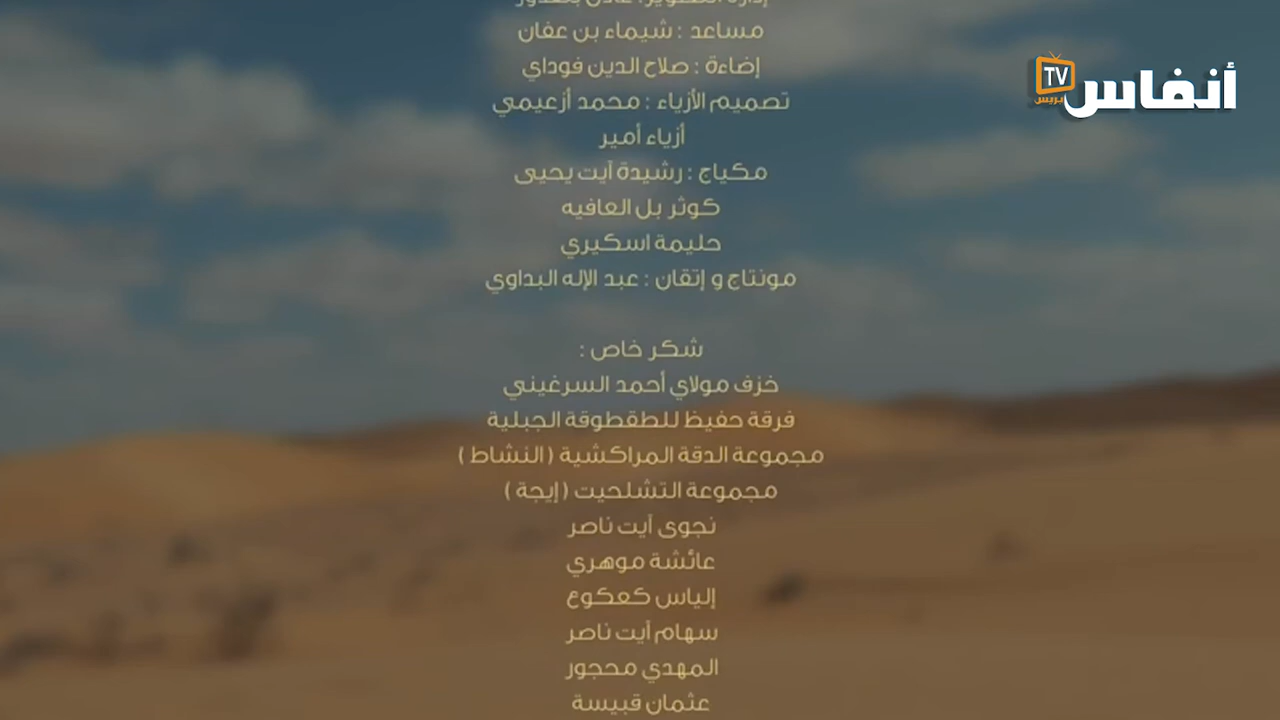 مساعد : شيماء بن عفان
إضاءة : صلاح الدين فوداي
تصميم الأزياء : محمد أزعيمي
أزياء أمير
مكياج : رشيدة آيت يحيى
كوثر بل العافيه
حليمة اسكيري
مونتاج و إتقان : عبد الإله البداوي
شكر خاص :
خزف مولاي أحمد السرغيني
فرقة حفيظ للطقطوقة الجبلية
مجموعة الدقة المراكشية ( النشاط )
مجموعة التشلحيت ( إيجة )
نجوى آيت ناصر
عائشة موهري
إلياس كعكوع
سهام آيت ناصر
المهدي محجور
عثمان قبيسة
أنفاس
بريس
TV